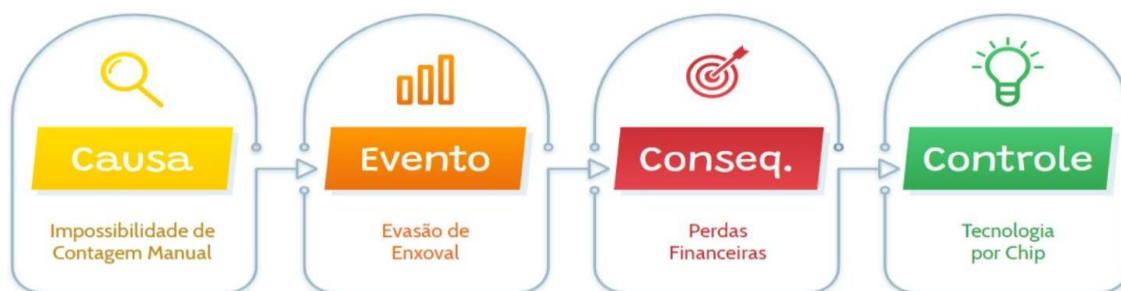 Causa
Impossibilidade de
Contagem Manual
Evento
Evasão de
Enxoval
Conseq.
Perdas
Financeiras
Controle
Tecnologia
por Chip